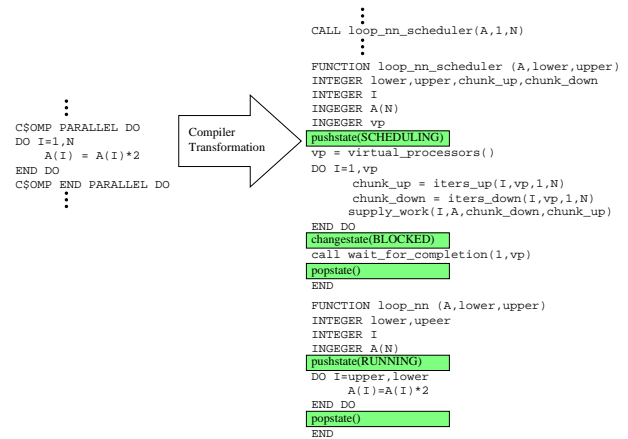 C$OMP PARALLEL DO
DO I=1,N
A(I) = A(I)*2
END DO
C$OMP END PARALLEL DO
Compiler
Transformation
CALL loop_nn_scheduler(A,1,N)
FUNCTION loop_nn_scheduler (A,lower,upper)
INTEGER lower,upper,chunk_up,chunk_down
INTEGER I
INGEGER A(N)
INGEGER vp
pushstate(SCHEDULING)
vp = virtual_processors()
DO I=1,vp
chunk_up = iters_up(I,vp,1,N)
chunk_down = iters_down(I,vp,1,N)
supply_work(I,A,chunk_down,chunk_up)
END DO
changestate(BLOCKED)
call wait_for_completion(1,vp)
popstate()
END
FUNCTION loop_nn (A,lower,upper)
INTEGER lower,upeer
INTEGER I
INGEGER A(N)
pushstate(RUNNING)
DO I=upper,lower
A(I)=A(I)*2
END DO
popstate()
END